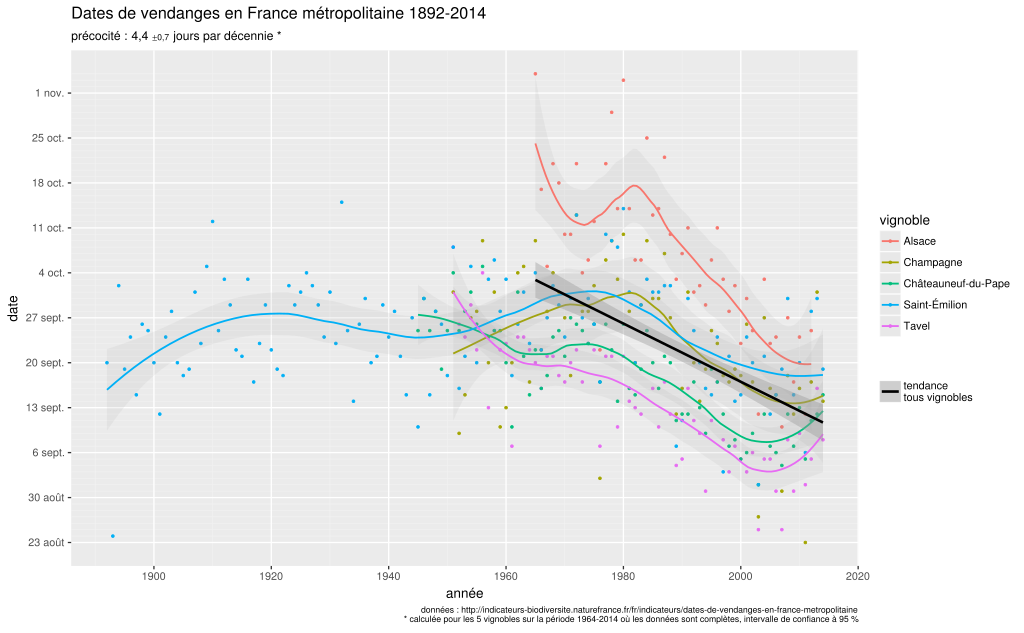 Dates de vendanges en France métropolitaine 1892-2014
précocité : 4,4 ±0,7 jours par décennie *
date
1 nov.
25 oct.
18 oct.
11 oct.
4 oct.
27 sept.
20 sept.
13 sept.
6 sept.
30 août
23 août
1900
1920
1940
1960
1980
2000
2020
année
vignoble
Alsace
Champagne
Châteauneuf-du-Pape
Saint-Émilion
Tavel
tendance
tous vignobles
données : http://indicateurs-biodiversite.naturefrance.fr/fr/indicateurs/dates-de-vendanges-en-france-metropolitaine
* calculée pour les 5 vignobles sur la période 1964-2014 où les données sont complètes, intervalle de confiance à 95 %